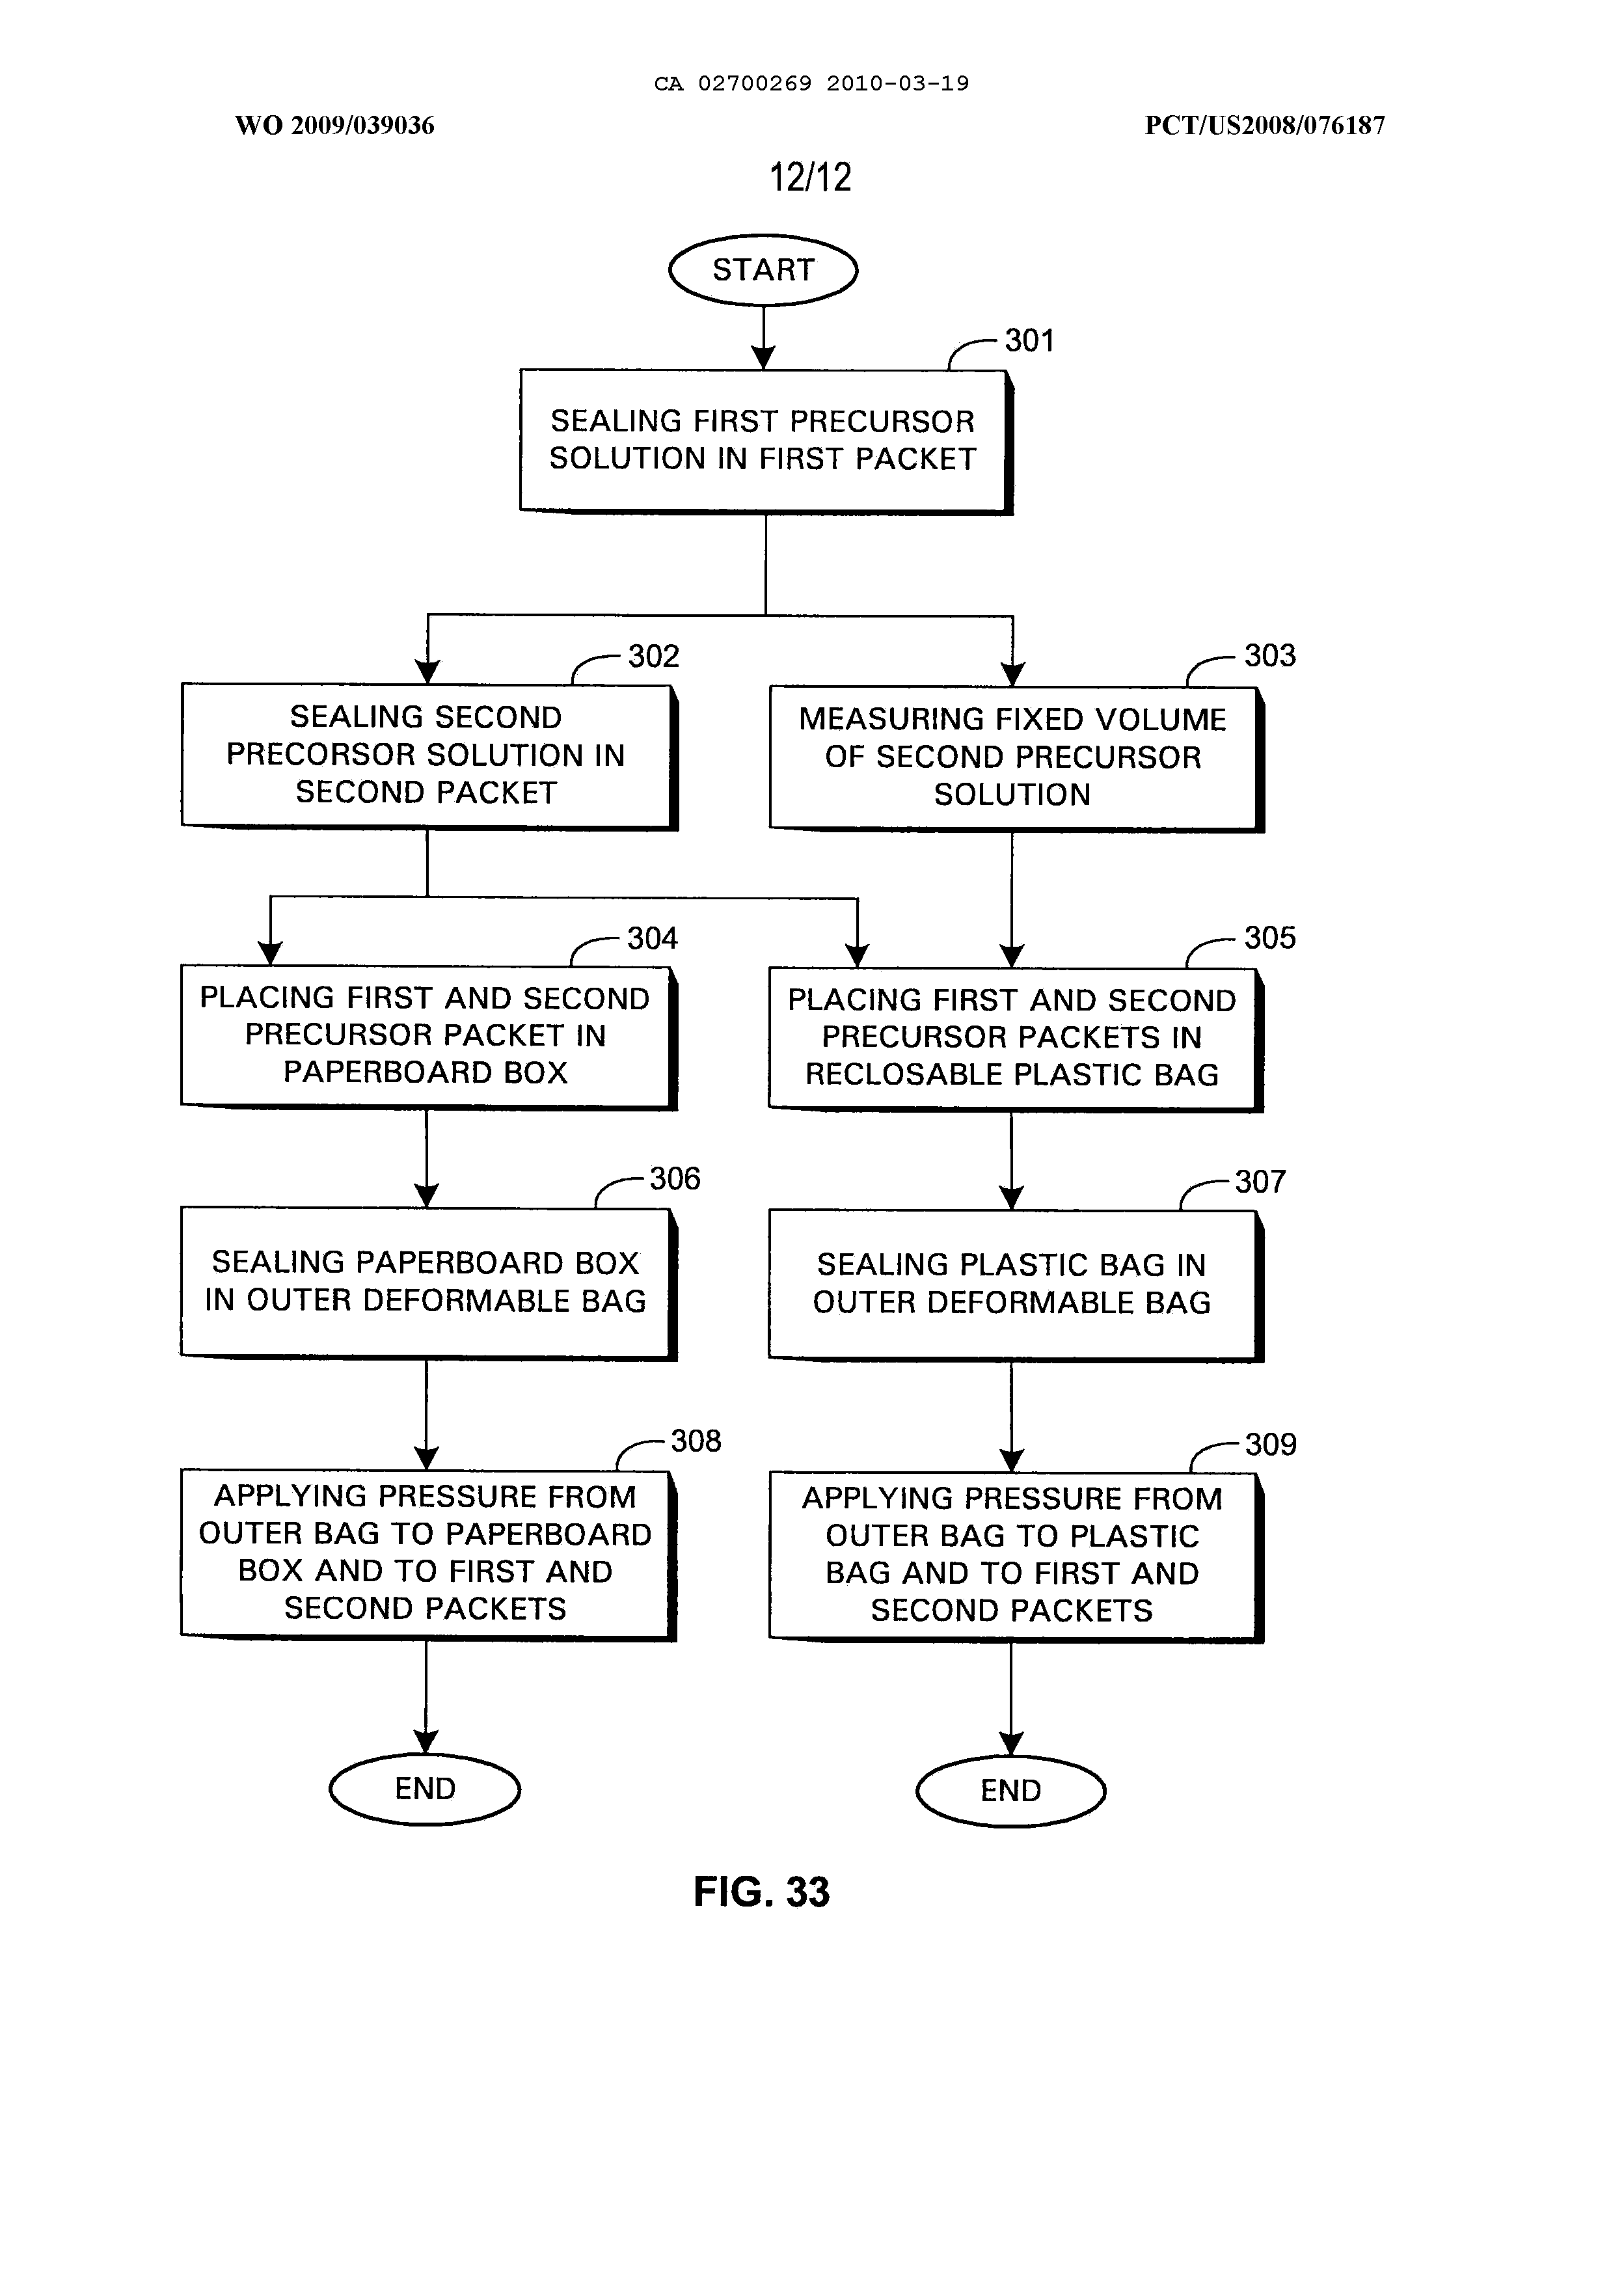 CA 02700269 2010-03-19
WO 2009/039036
PCT/US2008/076187
12/12
START
301
SEALING FIRST PRECURSOR
SOLUTION IN FIRST PACKET
302
SEALING SECOND
PRECORSOR SOLUTION IN
SECOND PACKET
303
MEASURING FIXED VOLUME
OF SECOND PRECURSOR
SOLUTION
304
PLACING FIRST AND SECOND
PRECURSOR PACKET IN
PAPERBOARD BOX
305
PLACING FIRST AND SECOND
PRECURSOR PACKETS IN
RECLOSABLE PLASTIC BAG
306
SEALING PAPERBOARD BOX
IN OUTER DEFORMABLE BAG
307
SEALING PLASTIC BAG IN
OUTER DEFORMABLE BAG
308
APPLYING PRESSURE FROM
OUTER BAG TO PAPERBOARD
BOX AND TO FIRST AND
SECOND PACKETS
309
APPLYING PRESSURE FROM
OUTER BAG TO PLASTIC
BAG AND TO FIRST AND
SECOND PACKETS
END
END
FIG. 33